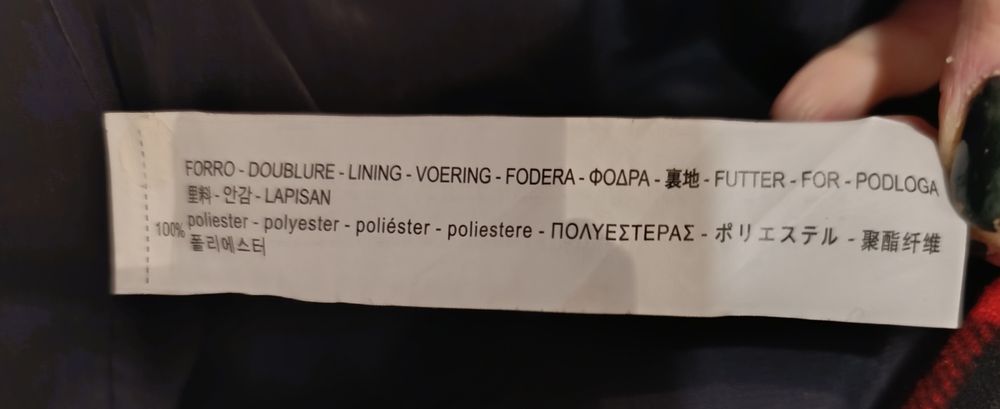 FORRO - DOUBLURE - LINING - VOERING - FODERA - ΦΟΔΡΑ - 裏地 - FUTTER - FOR - PODLOGA
里料 - 안감 - LAPISAN
100% poliester - polyester - poliéster - poliestere - ΠΟΛΥΕΣΤΕΡΑΣ - ポリエステル - 聚酯纤维
폴리에스터